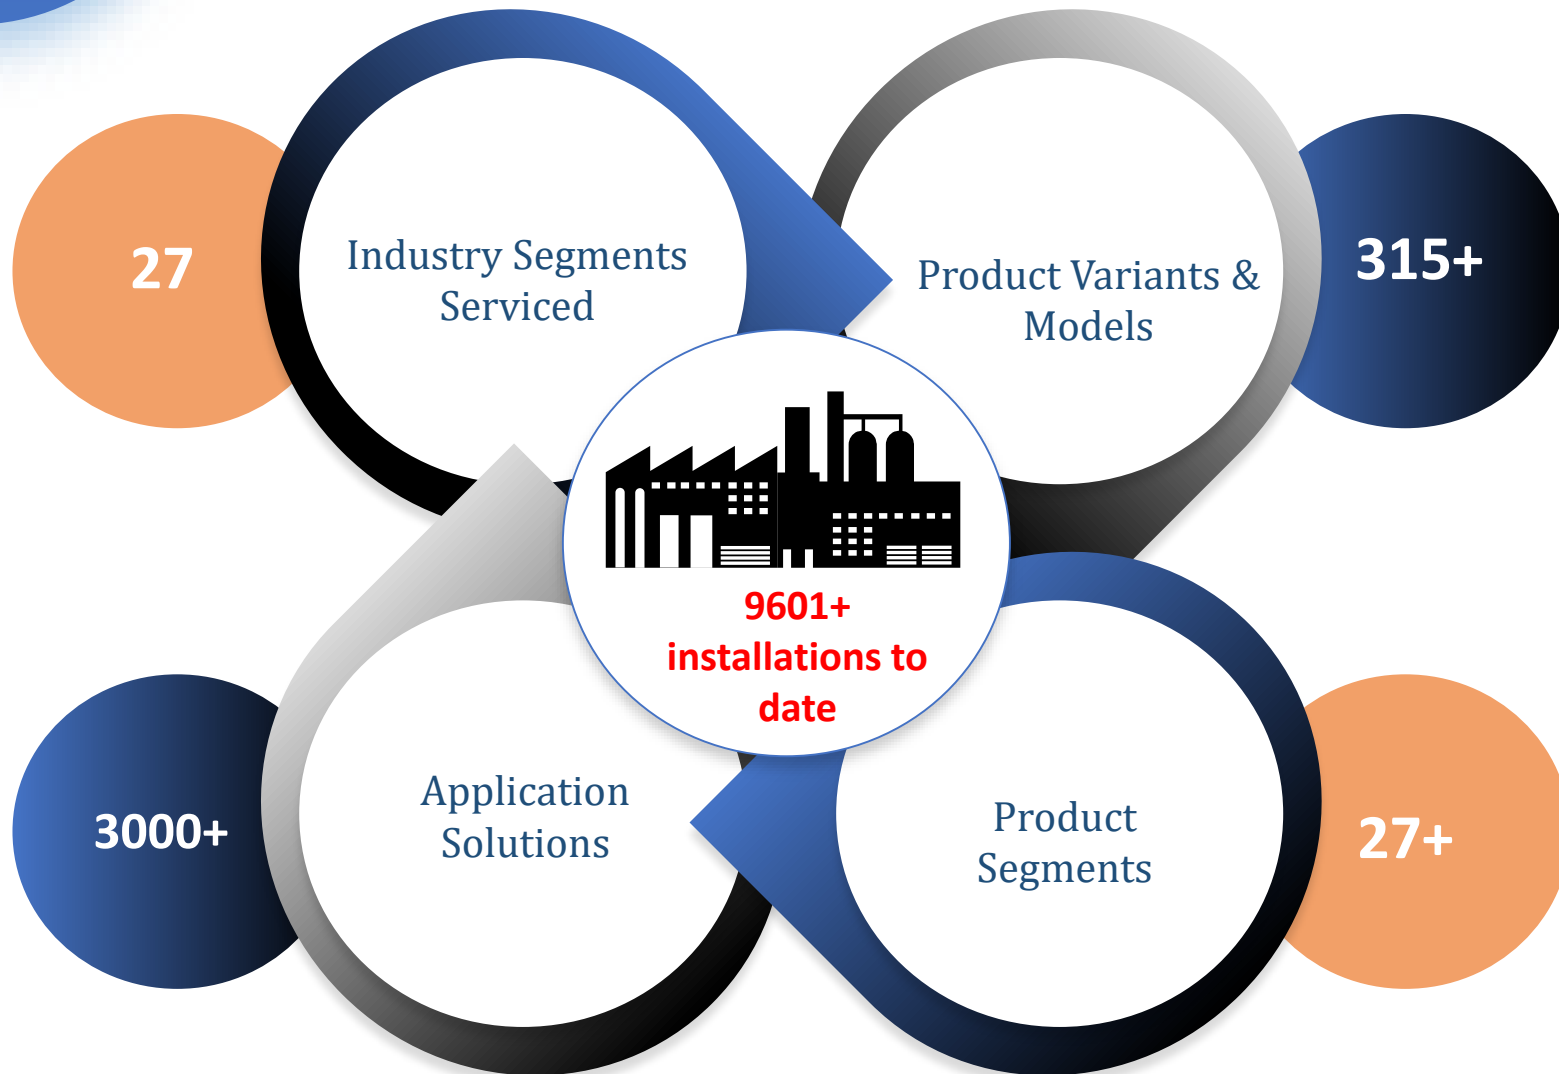 27
Industry Segments
Serviced
Product Variants &
Models
315+
9601+
installations to
date
3000+
Application
Solutions
Product
Segments
27+